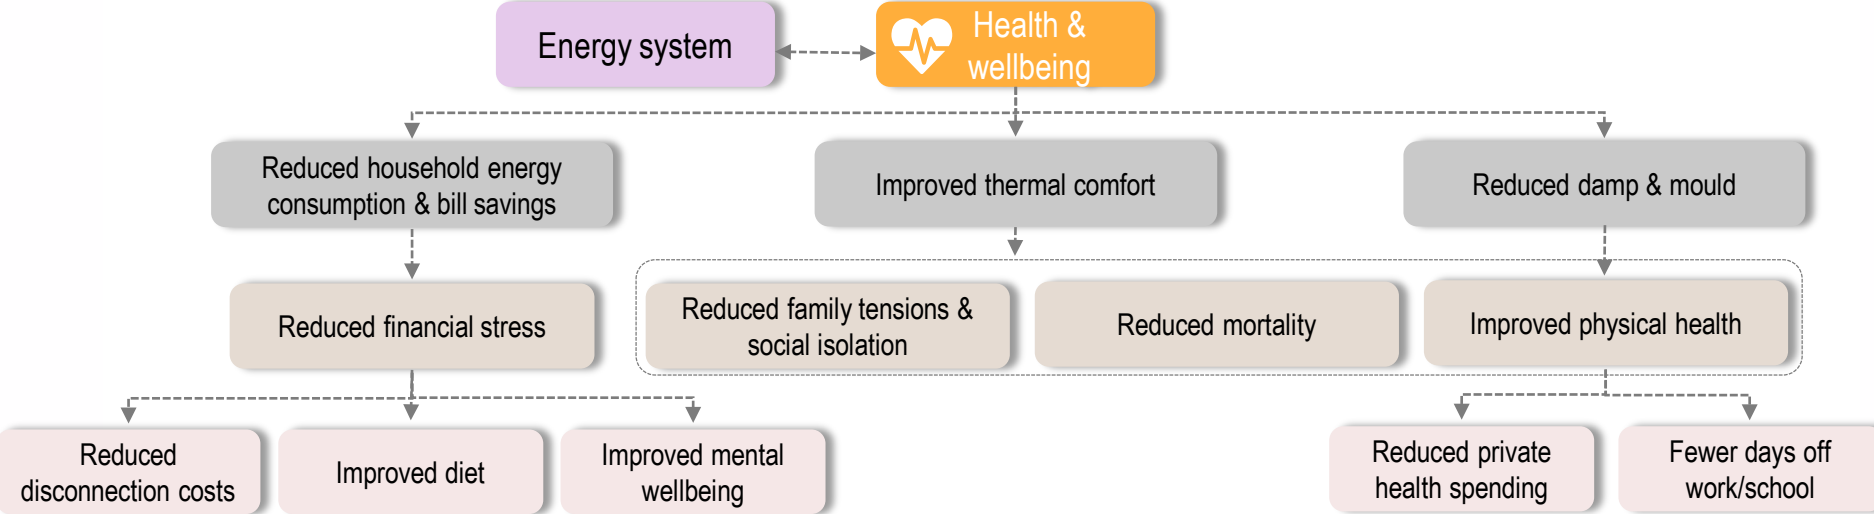 Energy system
Health &
wellbeing
Reduced household energy
consumption & bill savings
Improved thermal comfort
Reduced damp & mould
Reduced financial stress
Reduced family tensions &
social isolation
Reduced mortality
Improved physical health
Reduced
disconnection costs
Improved diet
Improved mental
wellbeing
Reduced private
health spending
Fewer days off
work/school